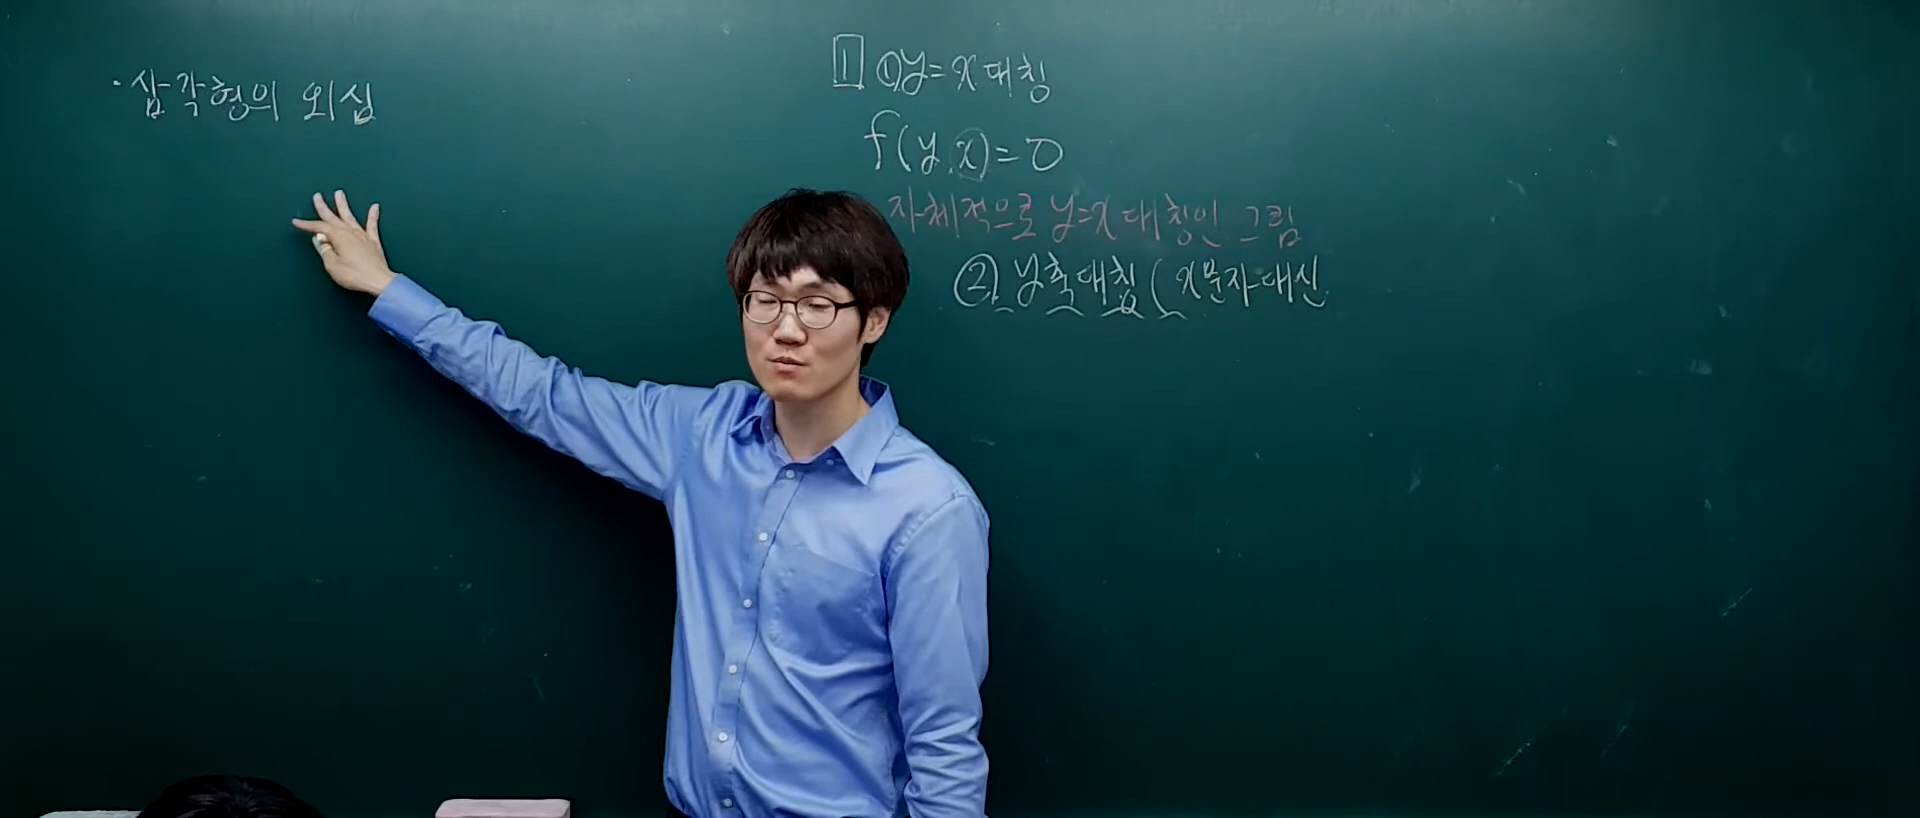 · 삼각형의 외심
1 ① y=x 대칭
f(y, x)=0
자체적으로 y=x 대칭인 그림
② y축대칭 (x문자 대신